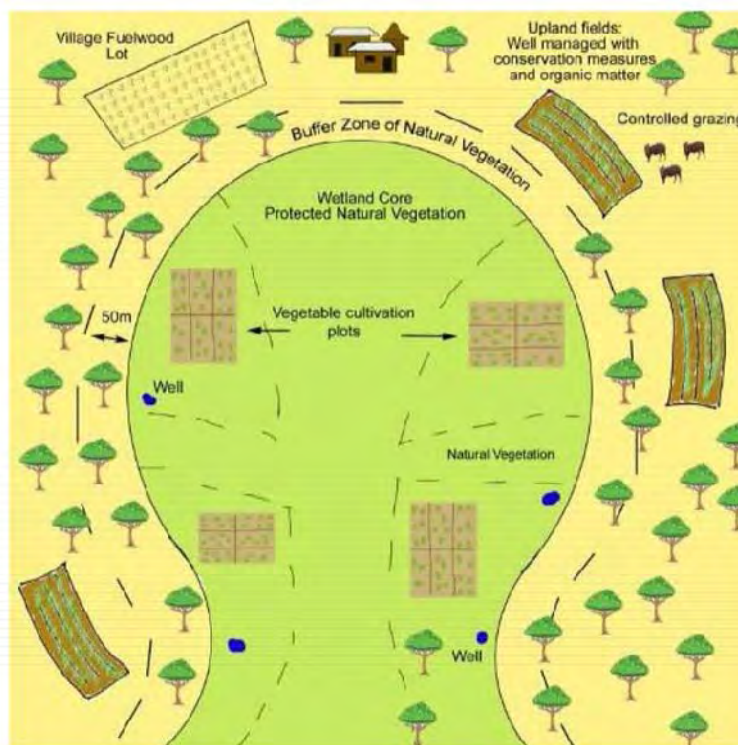 Village Fuelwood
Lot
Upland fields:
Well managed with
conservation measures
and organic matter
Controlled grazing
Buffer Zone of Natural Vegetation
Wetland Core
Protected Natural Vegetation
50m
Vegetable cultivation
plots
Well
Natural Vegetation
Well